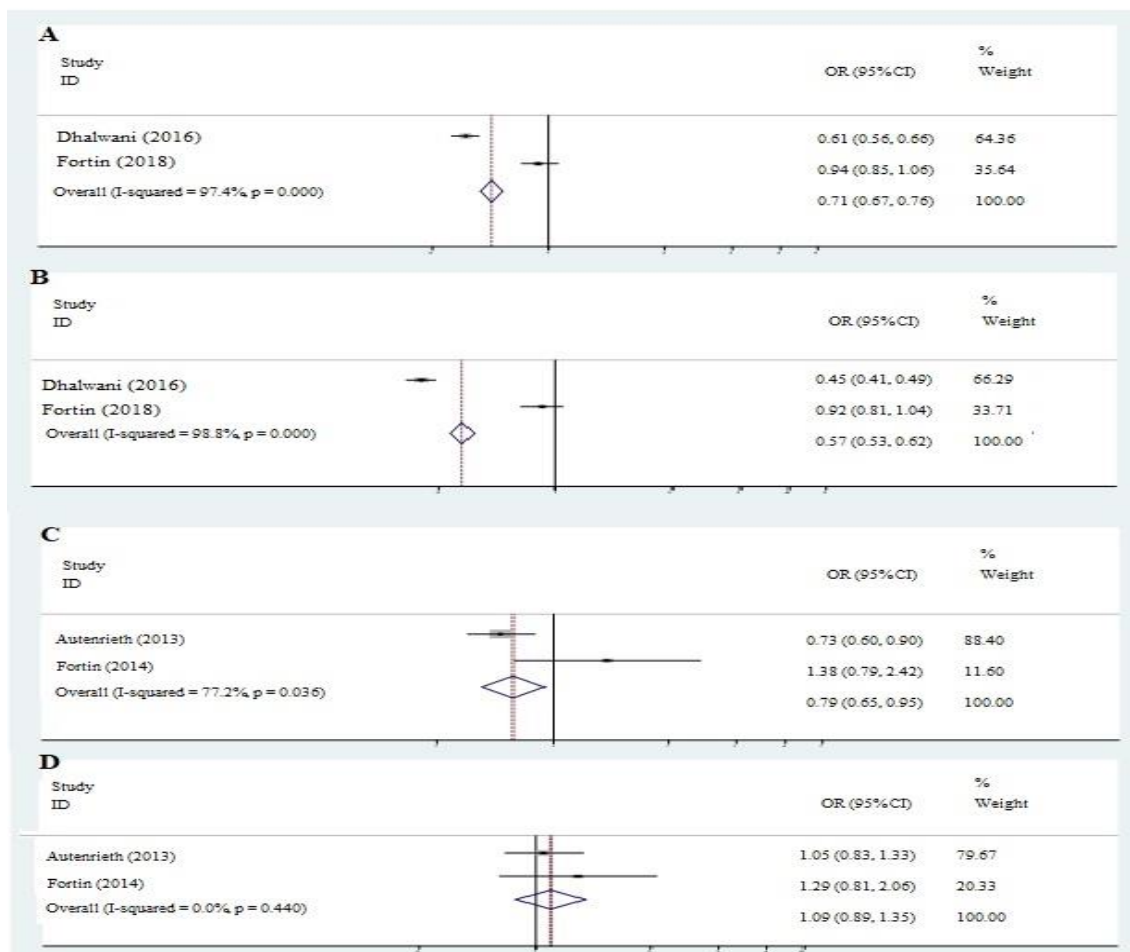 A
Study
ID
OR (95%CI)
%
Weight
Dhalwani (2016)
0.61 (0.56, 0.66) 64.36
Fortin (2018)
0.94 (0.85, 1.06) 35.64
Overall (I-squared = 97.4%, p = 0.000)
0.71 (0.67, 0.76) 100.00
B
Study
ID
OR (95%CI)
%
Weight
Dhalwani (2016)
0.45 (0.41, 0.49) 66.29
Fortin (2018)
0.92 (0.81, 1.04) 33.71
Overall (I-squared = 98.8%, p = 0.000)
0.57 (0.53, 0.62) 100.00
C
Study
ID
OR (95%CI)
%
Weight
Autenrieth (2013)
0.73 (0.60, 0.90) 88.40
Fortin (2014)
1.38 (0.79, 2.42) 11.60
Overall (I-squared = 77.2%, p = 0.036)
0.79 (0.65, 0.95) 100.00
D
Study
ID
OR (95%CI)
%
Weight
Autenrieth (2013)
1.05 (0.83, 1.33) 79.67
Fortin (2014)
1.29 (0.81, 2.06) 20.33
Overall (I-squared = 0.0%, p = 0.440)
1.09 (0.89, 1.35) 100.00